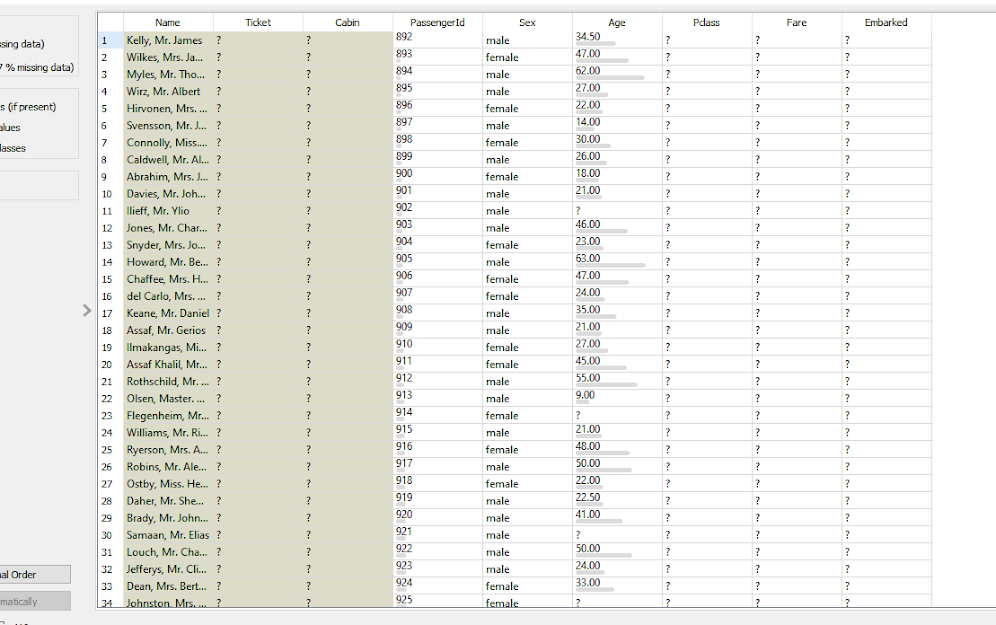 ssing data)
7 % missing data)
s (if present)
alues
lasses
nal Order
matically
Name Ticket Cabin PassengerId Sex Age Pclass Fare Embarked
1 Kelly, Mr. James ? ? 892 male 34.50 ? ? ?
2 Wilkes, Mrs. Ja... ? ? 893 female 47.00 ? ? ?
3 Myles, Mr. Tho... ? ? 894 male 62.00 ? ? ?
4 Wirz, Mr. Albert ? ? 895 male 27.00 ? ? ?
5 Hirvonen, Mrs. ... ? ? 896 female 22.00 ? ? ?
6 Svensson, Mr. J... ? ? 897 male 14.00 ? ? ?
7 Connolly, Miss.... ? ? 898 female 30.00 ? ? ?
8 Caldwell, Mr. Al... ? ? 899 male 26.00 ? ? ?
9 Abrahim, Mrs. J... ? ? 900 female 18.00 ? ? ?
10 Davies, Mr. Joh... ? ? 901 male 21.00 ? ? ?
11 Ilieff, Mr. Ylio ? ? 902 male ? ? ? ?
12 Jones, Mr. Char... ? ? 903 male 46.00 ? ? ?
13 Snyder, Mrs. Jo... ? ? 904 female 23.00 ? ? ?
14 Howard, Mr. Be... ? ? 905 male 63.00 ? ? ?
15 Chaffee, Mrs. H... ? ? 906 female 47.00 ? ? ?
16 del Carlo, Mrs. ... ? ? 907 female 24.00 ? ? ?
17 Keane, Mr. Daniel ? ? 908 male 35.00 ? ? ?
18 Assaf, Mr. Gerios ? ? 909 male 21.00 ? ? ?
19 Ilmakangas, Mi... ? ? 910 female 27.00 ? ? ?
20 Assaf Khalil, Mr... ? ? 911 female 45.00 ? ? ?
21 Rothschild, Mr. ... ? ? 912 male 55.00 ? ? ?
22 Olsen, Master. ... ? ? 913 male 9.00 ? ? ?
23 Flegenheim, Mr... ? ? 914 female ? ? ? ?
24 Williams, Mr. Ri... ? ? 915 male 21.00 ? ? ?
25 Ryerson, Mrs. A... ? ? 916 female 48.00 ? ? ?
26 Robins, Mr. Ale... ? ? 917 male 50.00 ? ? ?
27 Ostby, Miss. He... ? ? 918 female 22.00 ? ? ?
28 Daher, Mr. She... ? ? 919 male 22.50 ? ? ?
29 Brady, Mr. John... ? ? 920 male 41.00 ? ? ?
30 Samaan, Mr. Elias ? ? 921 male ? ? ? ?
31 Louch, Mr. Cha... ? ? 922 male 50.00 ? ? ?
32 Jefferys, Mr. Cli... ? ? 923 male 24.00 ? ? ?
33 Dean, Mrs. Bert... ? ? 924 female 33.00 ? ? ?
34 Johnston, Mrs. ... ? ? 925 female ? ? ? ?